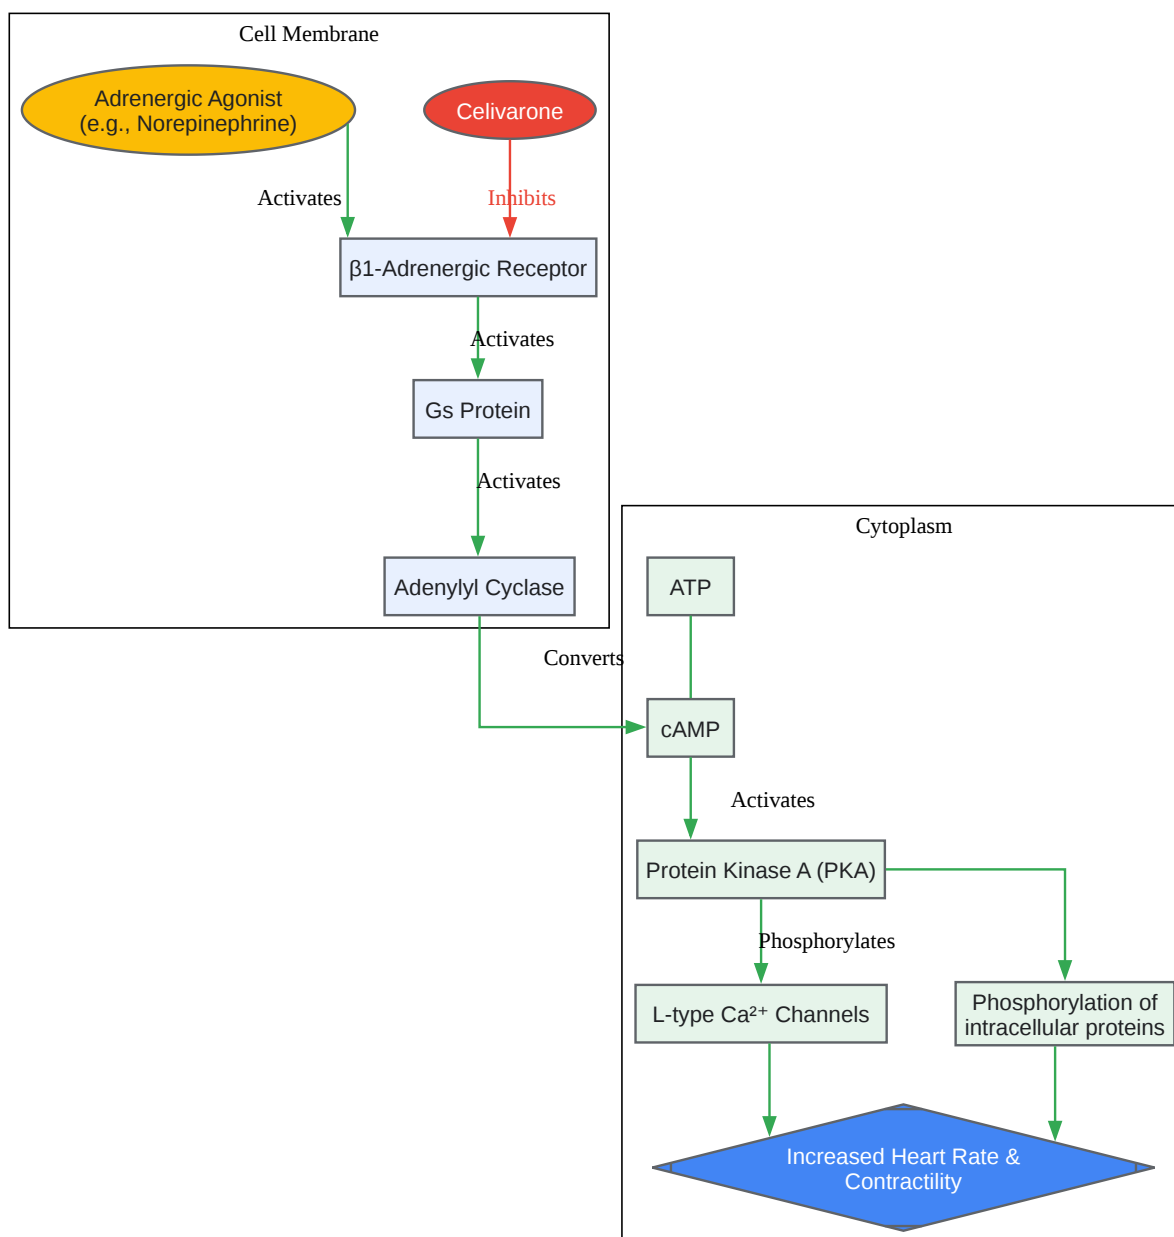 Cell Membrane
Adrenergic Agonist
(e.g., Norepinephrine)
Celivarone
Activates
Inhibits
β1-Adrenergic Receptor
Activates
Gs Protein
Activates
Adenylyl Cyclase
Converts
Cytoplasm
ATP
cAMP
Activates
Protein Kinase A (PKA)
Phosphorylates
L-type Ca²⁺ Channels
Phosphorylation of
intracellular proteins
Increased Heart Rate &
Contractility